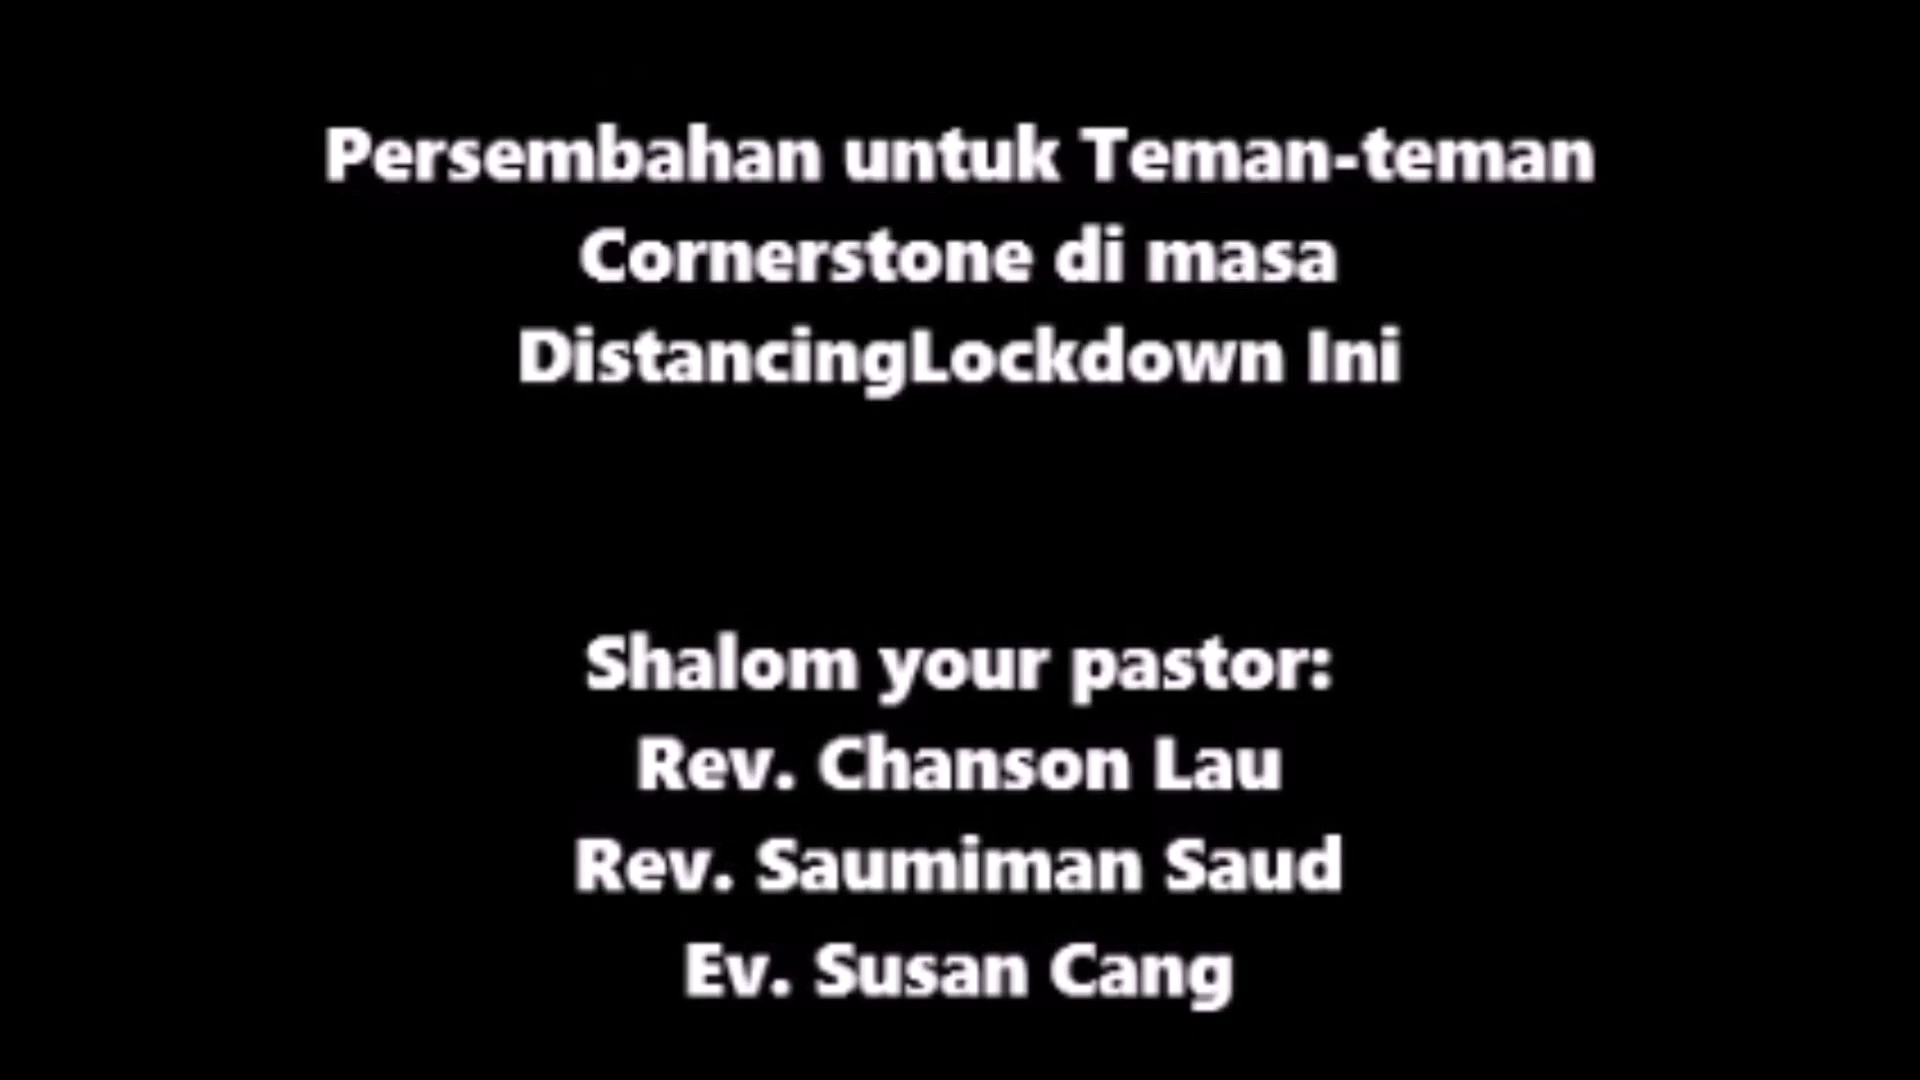 Persembahan untuk Teman-teman
Cornerstone di masa
DistancingLockdown Ini
Shalom your pastor:
Rev. Chanson Lau
Rev. Saumiman Saud
Ev. Susan Cang